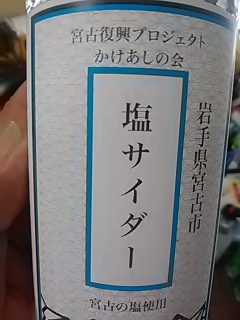 宮古復興プロジェクト
かけあしの会
岩手県宮古市
塩サイダー
宮古の塩使用